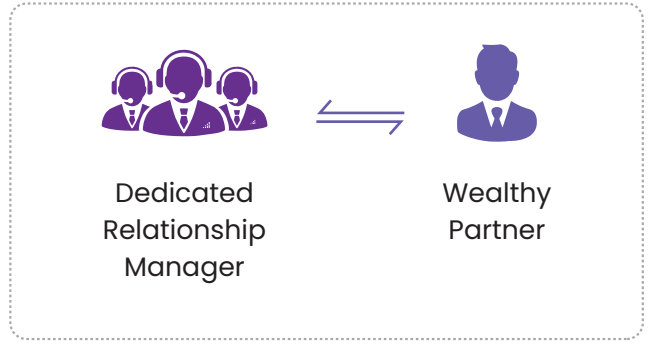 Dedicated
Relationship
Manager
Wealthy
Partner